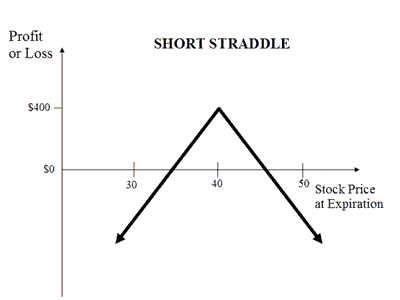 Profit
or Loss
SHORT STRADDLE
$400
$0
30
40
50
Stock Price
at Expiration